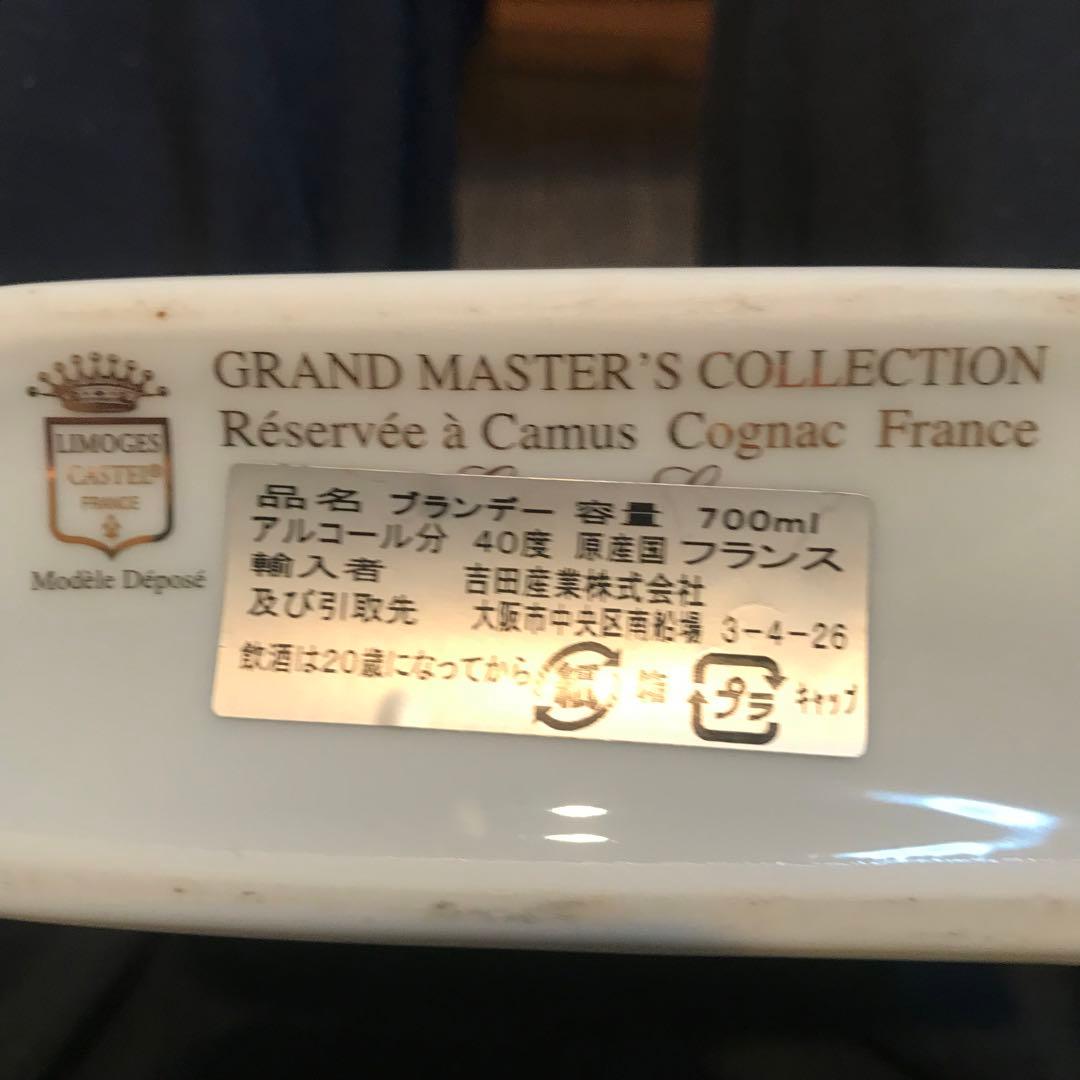 GRAND MASTER'S COLLECTION
Réservée à Camus Cognac France
LIMOGES
CASTEL®
FRANCE
Modèle Déposé
品名 ブランデー 容量 700ml
アルコール分 40度 原産国 フランス
輸入者 吉田産業株式会社
及び引取先 大阪市中央区南船場 3-4-26
飲酒は20歳になってから 紙 箱 プラ キャップ